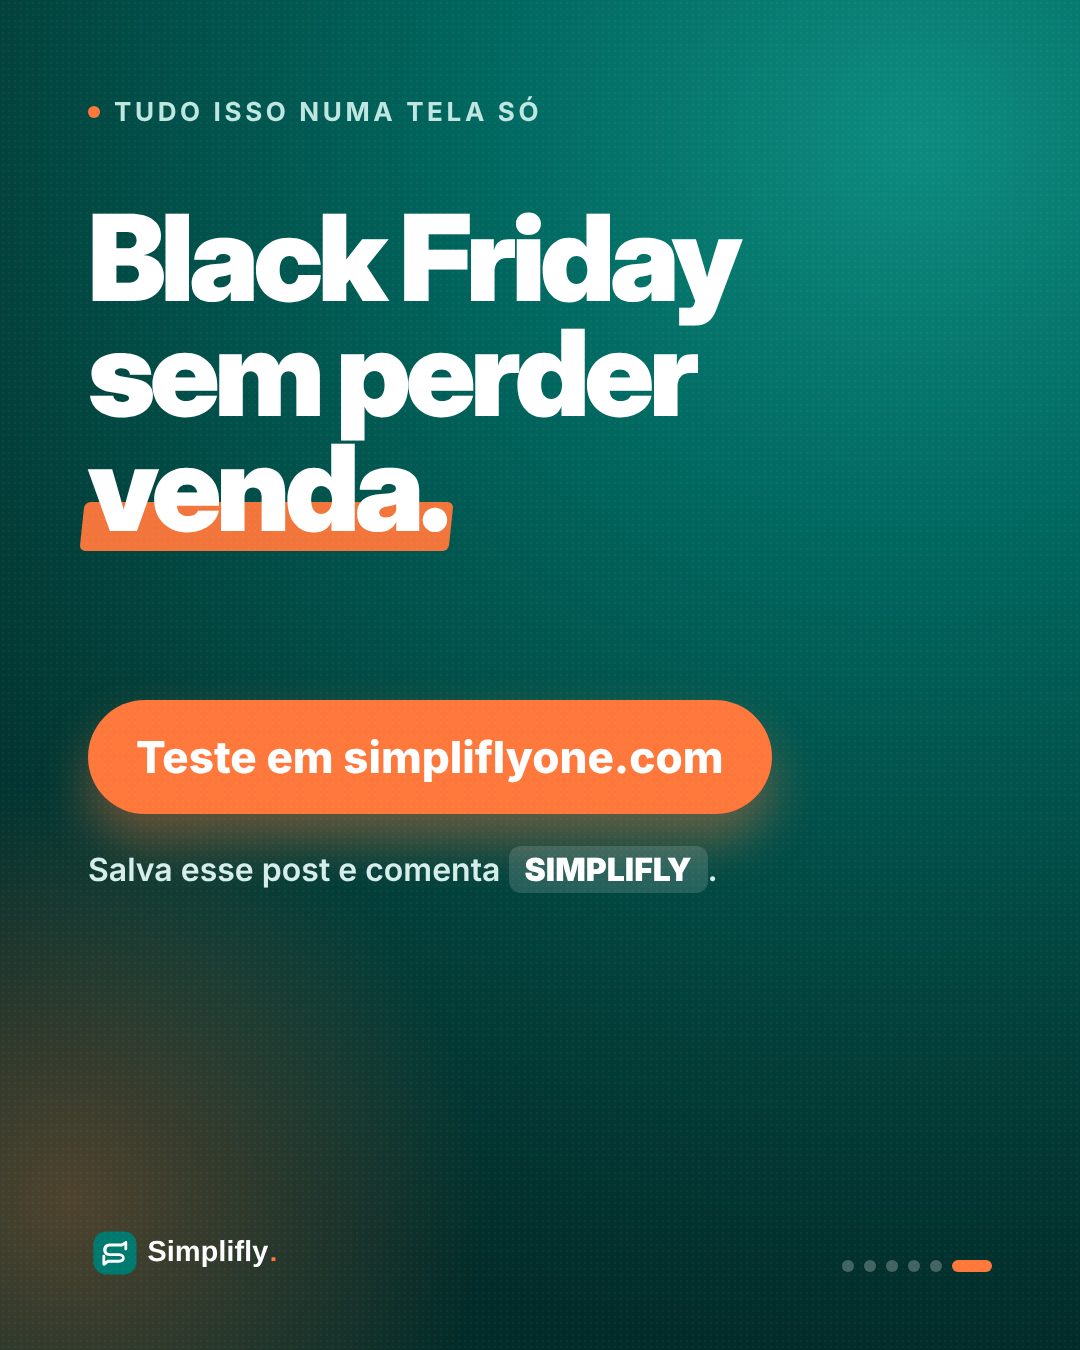 TUDO ISSO NUMA TELA SÓ
Black Friday
sem perder
venda.
Teste em simpliflyone.com
Salva esse post e comenta SIMPLIFLY.
Simplifly.